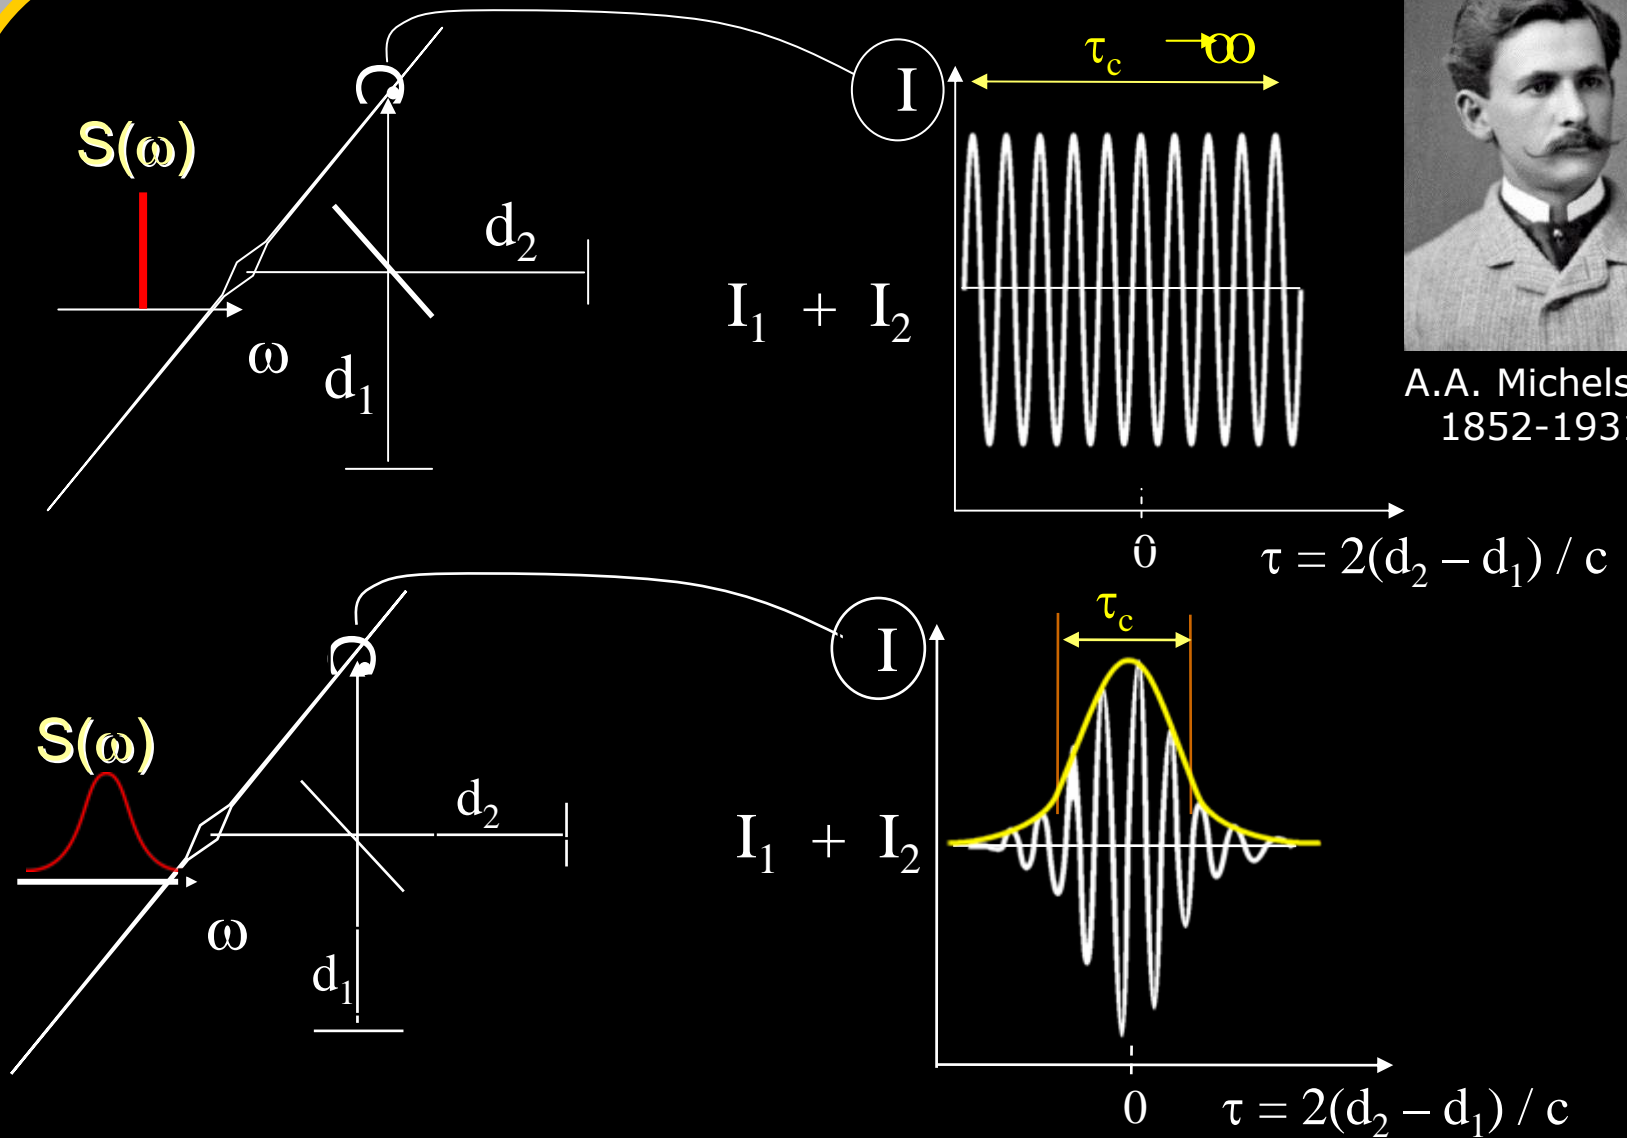 τc → ∞
I
S(ω)
d2
I1 + I2
ω
d1
A.A. Michels
1852-193
0
τ = 2(d2 – d1) / c
τc
I
S(ω)
d2
I1 + I2
ω
d1
0
τ = 2(d2 – d1) / c